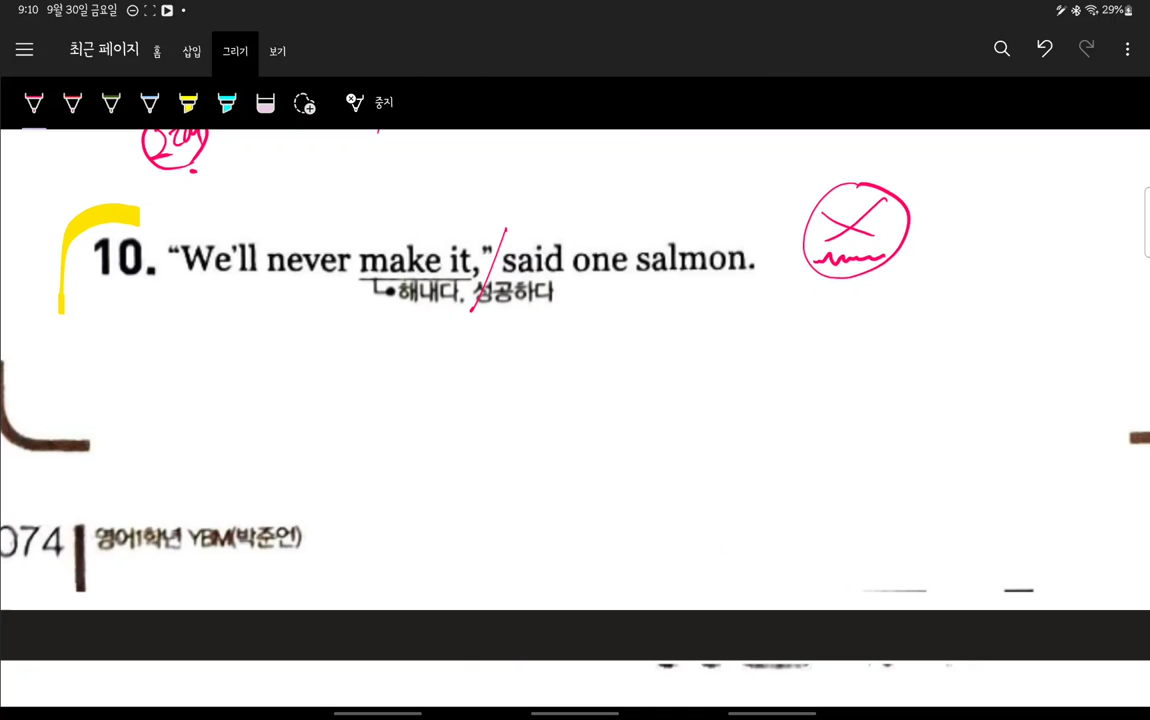 9:10 9월 30일 금요일 29%
최근 페이지 홈 삽입 그리기 보기
중지
10. “We'll never make it,” said one salmon.
해내다, 성공하다
074 영어1학년 YBM(박준언)